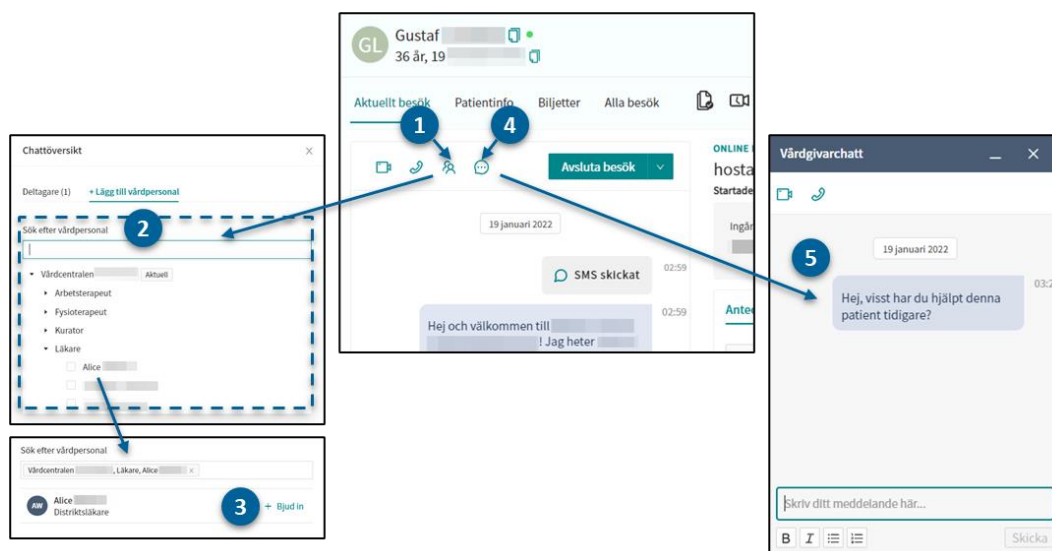 GL
Gustaf
36 år, 19
Aktuellt besök Patientinfo Biljetter Alla besök
1
4
Avsluta besök
ONLINE
hosta
Startade
19 januari 2022
Ingår
SMS skickat
02:59
02:59
Hej och välkommen till
! Jag heter
Antec
Chattöversikt
Deltagare (1) + Lägg till vårdpersonal
2
Sök efter vårdpersonal
Vårdcentralen Aktuell
Arbetsterapeut
Fysioterapeut
Kurator
Läkare
Alice
Sök efter vårdpersonal
Vårdcentralen , Läkare, Alice x
AW
Alice
Distriktsläkare
3
+ Bjud in
Vårdgivarchatt
19 januari 2022
5
03:2
Hej, visst har du hjälpt denna
patient tidigare?
Skriv ditt meddelande här...
B I Skicka